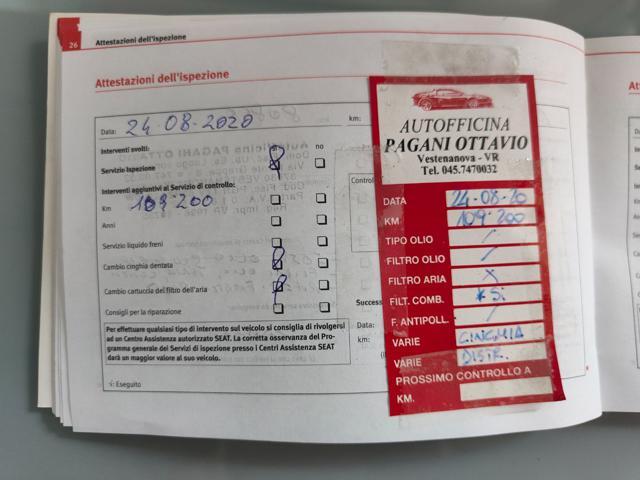 26 Attestazioni dell'ispezione
Attestazioni dell'ispezione
Data: 24-08-2020
km:
Interventi svolti:
sì no
Servizio Ispezione
Interventi aggiuntivi al Servizio di controllo:
Km 109200
Anni
Servizio liquido freni
Cambio cinghia dentata
Cambio cartuccia del filtro dell'aria
Consigli per la riparazione
Per effettuare qualsiasi tipo di intervento sul veicolo si consiglia di rivolgersi
ad un Centro Assistenza autorizzato SEAT. La corretta osservanza del Pro-
gramma generale dei Servizi di Ispezione presso i Centri Assistenza SEAT
darà un maggior valore al suo veicolo.
√: Eseguito
Control
Success
Data:
km:
AUTOFFICINA
PAGANI OTTAVIO
Vestenanova - VR
Tel. 045.7470032
DATA 24-08-20
KM 109.200
TIPO OLIO /
FILTRO OLIO /
FILTRO ARIA X
FILT. COMB. * Si
F. ANTIPOLL. /
VARIE CINGHIA
VARIE DISTR.
PROSSIMO CONTROLLO A
KM.